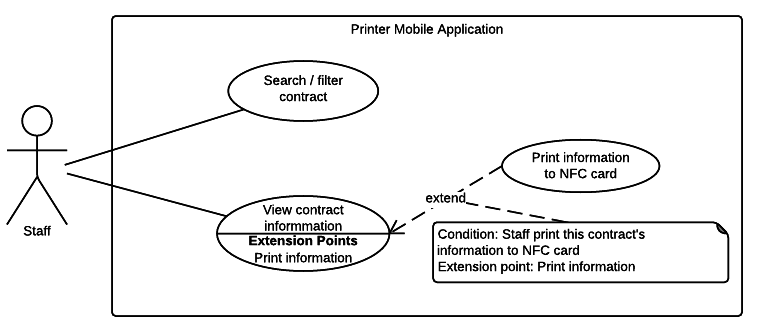 Printer Mobile Application
Search / filter
contract
Print information
to NFC card
extend
Staff
View contract
infornmation
Extension Points
Print information
Condition: Staff print this contract's
information to NFC card
Extension point: Print information